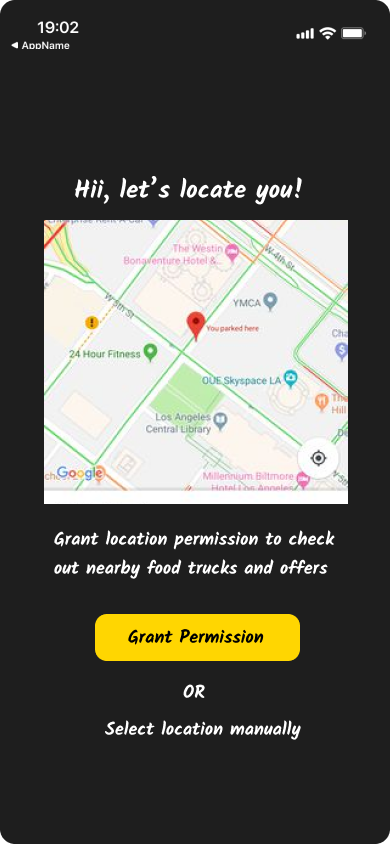 19:02
◀ AppName
Hii, let's locate you!
Enterprise Rent-A-Car
The Westin
Bonaventure Hotel &...
W 4th St
YMCA
W 5th St
You parked here
24 Hour Fitness
Cha
OUE Skyspace LA
The
Hill
Los Angeles
Central Library
De
Google
Millennium Biltmore
Hotel Los Angeles
Grant location permission to check
out nearby food trucks and offers
Grant Permission
OR
Select location manually